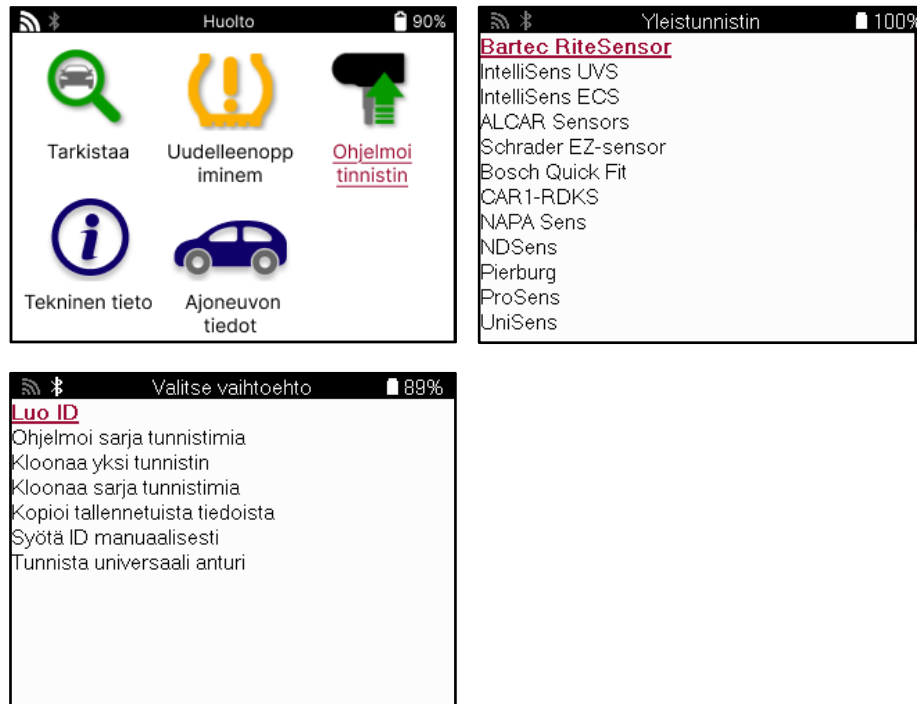 Huolto 90%
Tarkistaa
Uudelleenopp
iminem
Ohjelmoi
tinnistin
Tekninen tieto
Ajoneuvon
tiedot
Yleistunnistin 100%
Bartec RiteSensor
IntelliSens UVS
IntelliSens ECS
ALCAR Sensors
Schrader EZ-sensor
Bosch Quick Fit
CAR1-RDKS
NAPA Sens
NDSens
Pierburg
ProSens
UniSens
Valitse vaihtoehto 89%
Luo ID
Ohjelmoi sarja tunnistimia
Kloonaa yksi tunnistin
Kloonaa sarja tunnistimia
Kopioi tallennetuista tiedoista
Syötä ID manuaalisesti
Tunnista universaali anturi